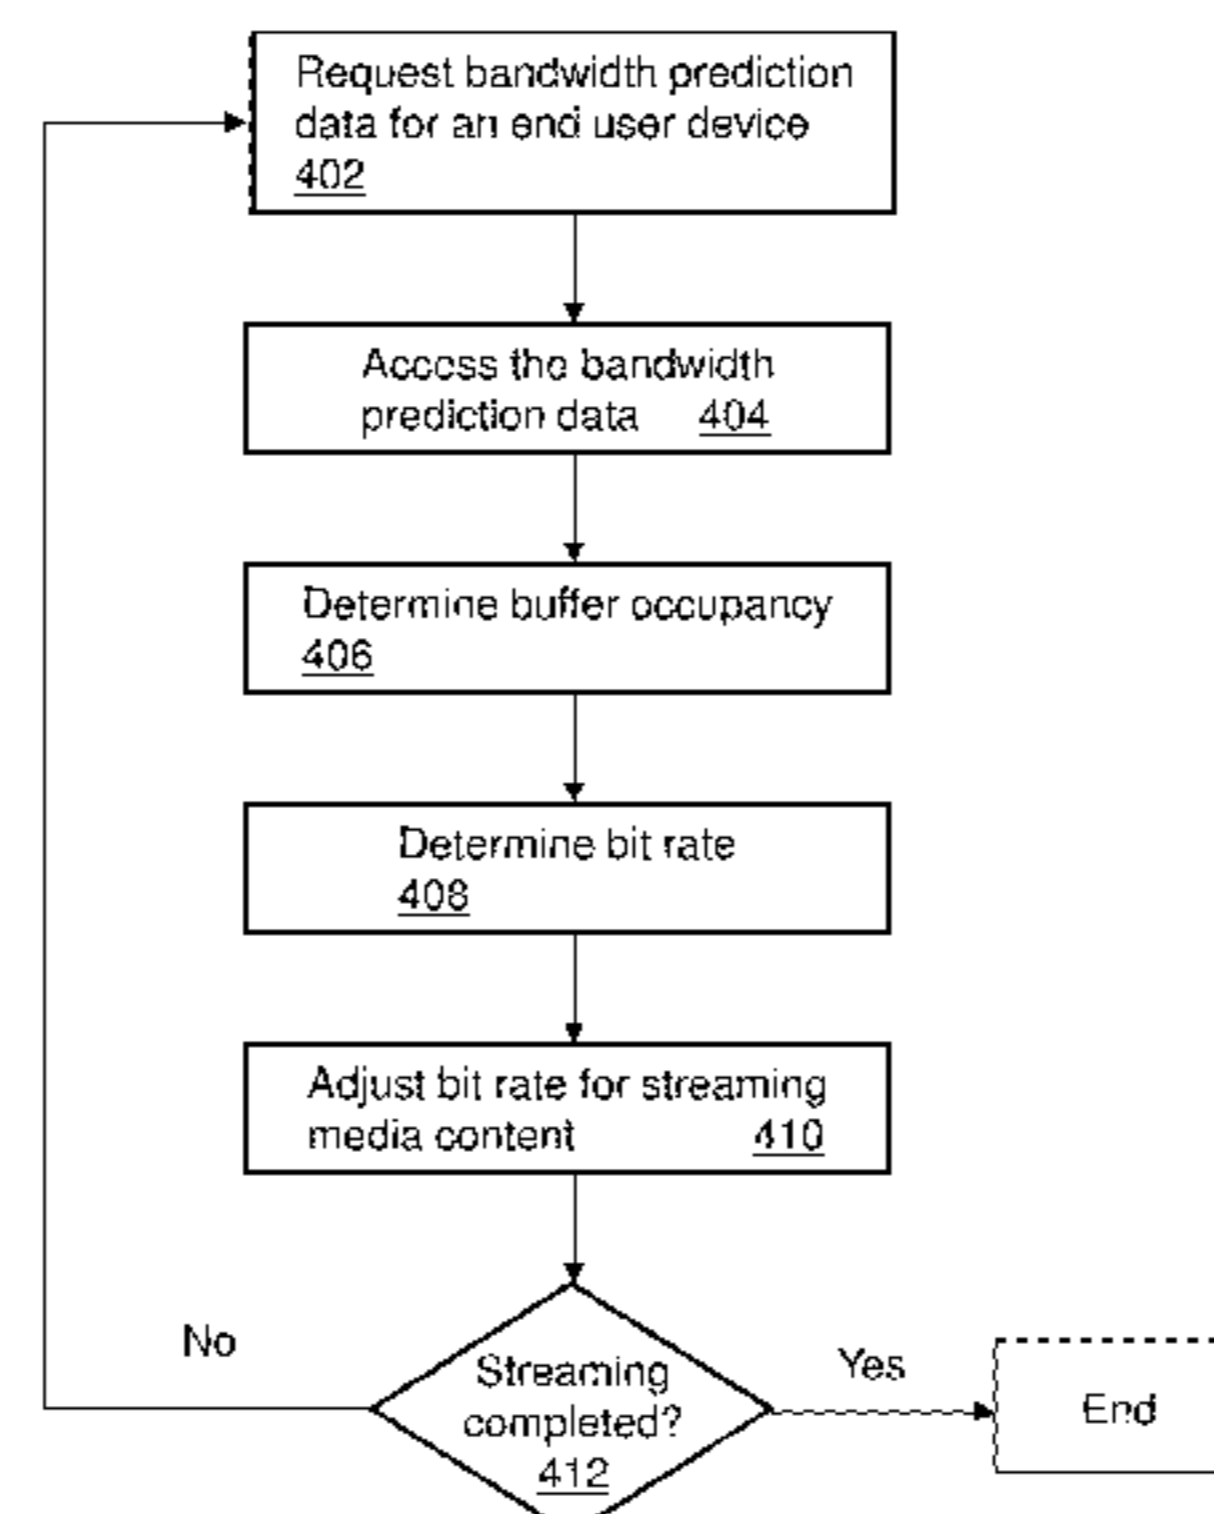 Request bandwidth prediction
data for an end user device
402
Access the bandwidth
prediction data 404
Determine buffer occupancy
406
Determine bit rate
408
Adjust bit rate for streaming
media content 410
No
Streaming
completed?
412
Yes
End